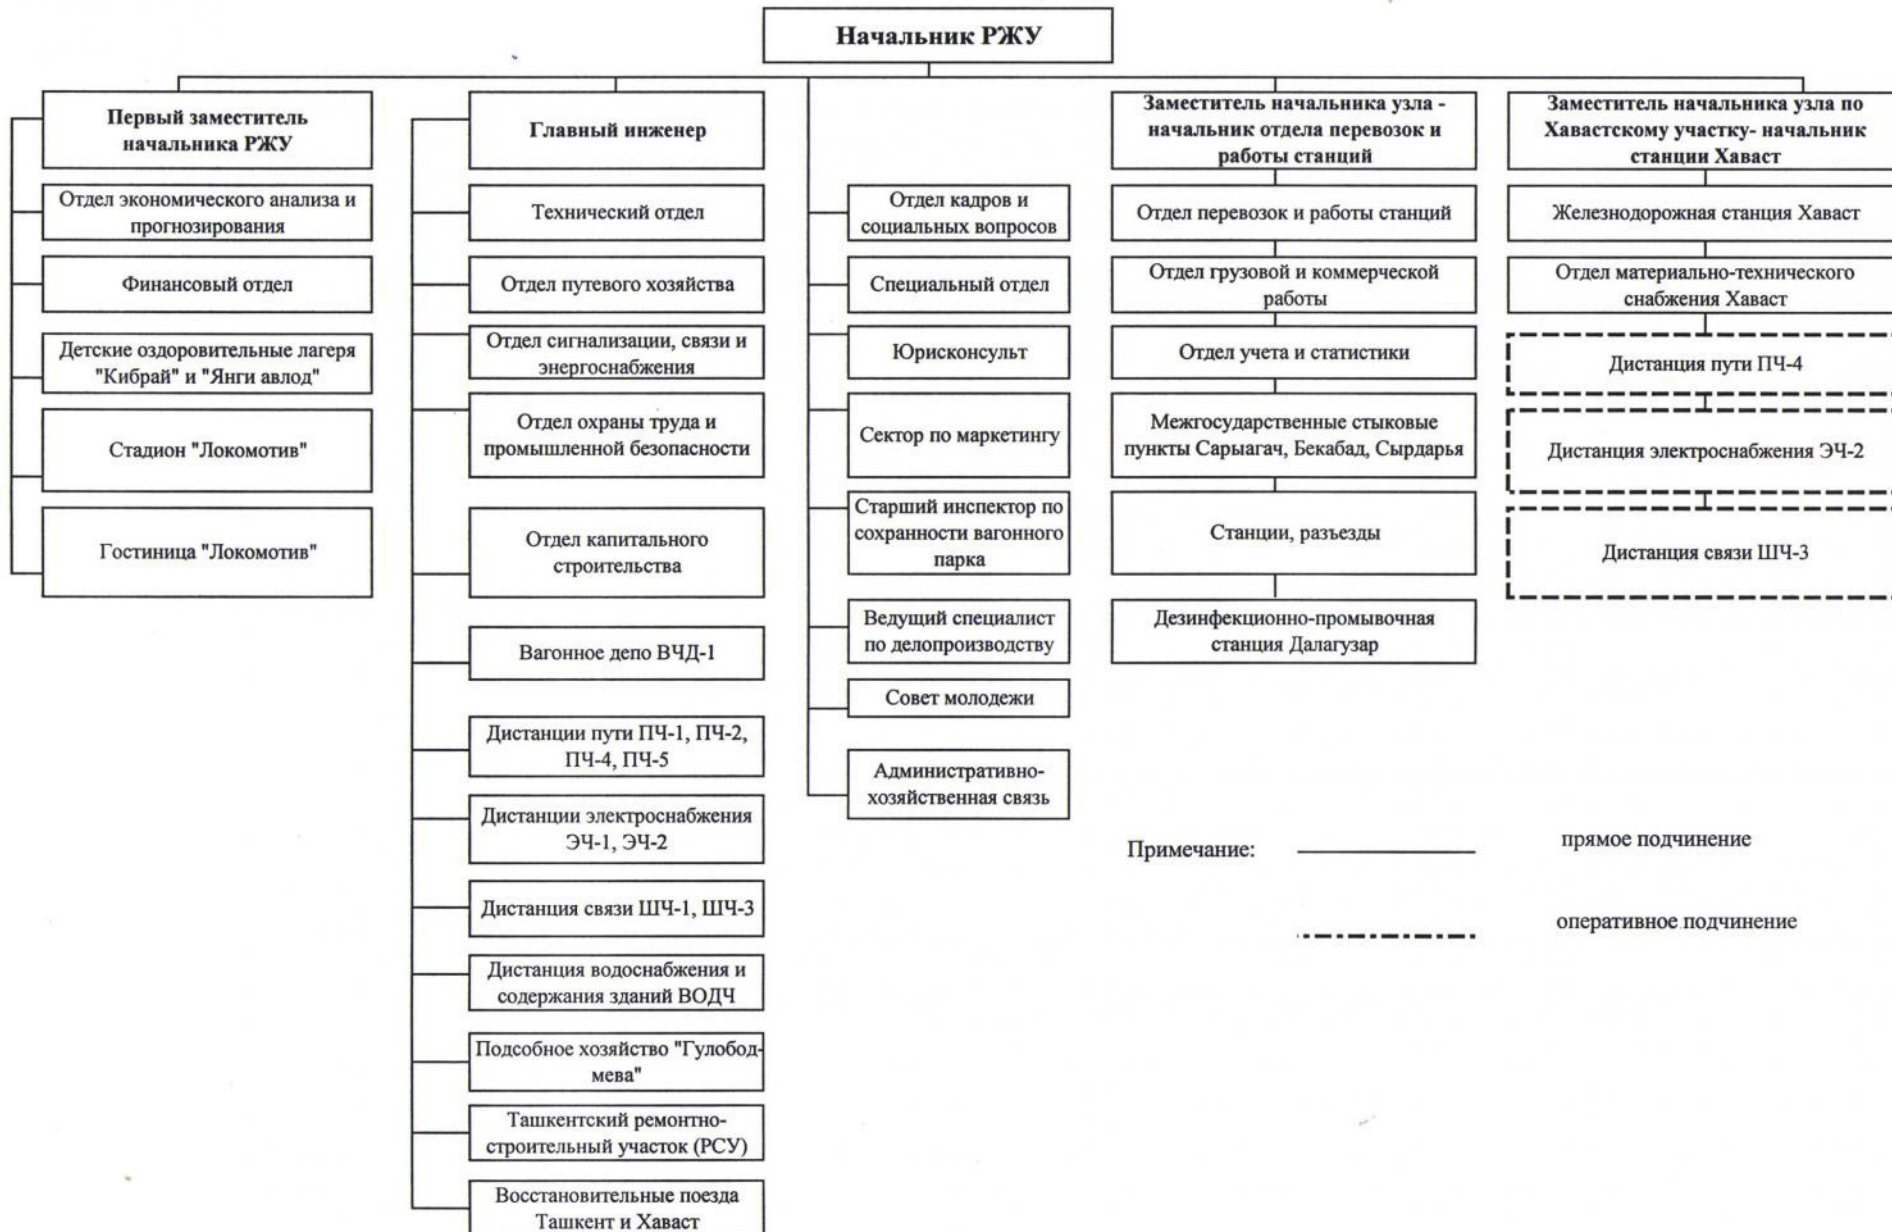 Начальник РЖУ
Первый заместитель
начальника РЖУ
Отдел экономического анализа и
прогнозирования
Финансовый отдел
Детские оздоровительные лагеря
"Кибрай" и "Янги авлод"
Стадион "Локомотив"
Гостиница "Локомотив"
Главный инженер
Технический отдел
Отдел путевого хозяйства
Отдел сигнализации, связи и
энергоснабжения
Отдел охраны труда и
промышленной безопасности
Отдел капитального
строительства
Вагонное депо ВЧД-1
Дистанции пути ПЧ-1, ПЧ-2,
ПЧ-4, ПЧ-5
Дистанции электроснабжения
ЭЧ-1, ЭЧ-2
Дистанция связи ШЧ-1, ШЧ-3
Дистанция водоснабжения и
содержания зданий ВОДЧ
Подсобное хозяйство "Гулобод-
мева"
Ташкентский ремонтно-
строительный участок (РСУ)
Восстановительные поезда
Ташкент и Хаваст
Отдел кадров и
социальных вопросов
Специальный отдел
Юрисконсульт
Сектор по маркетингу
Старший инспектор по
сохранности вагонного
парка
Ведущий специалист
по делопроизводству
Совет молодежи
Административно-
хозяйственная связь
Заместитель начальника узла -
начальник отдела перевозок и
работы станций
Отдел перевозок и работы станций
Отдел грузовой и коммерческой
работы
Отдел учета и статистики
Межгосударственные стыковые
пункты Сарыагач, Бекабад, Сырдарья
Станции, разъезды
Дезинфекционно-промывочная
станция Далагузар
Заместитель начальника узла по
Хавастскому участку- начальник
станции Хаваст
Железнодорожная станция Хаваст
Отдел материально-технического
снабжения Хаваст
Дистанция пути ПЧ-4
Дистанция электроснабжения ЭЧ-2
Дистанция связи ШЧ-3
Примечание:
прямое подчинение
оперативное подчинение